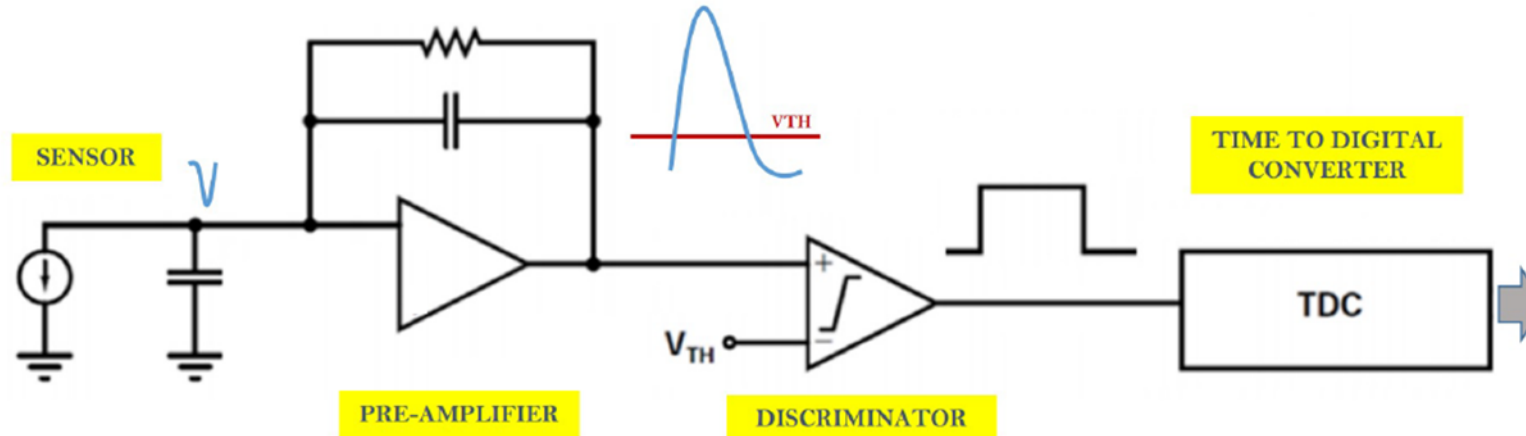 SENSOR
VTH
TIME TO DIGITAL
CONVERTER
+
TDC
VTH
−
PRE-AMPLIFIER
DISCRIMINATOR